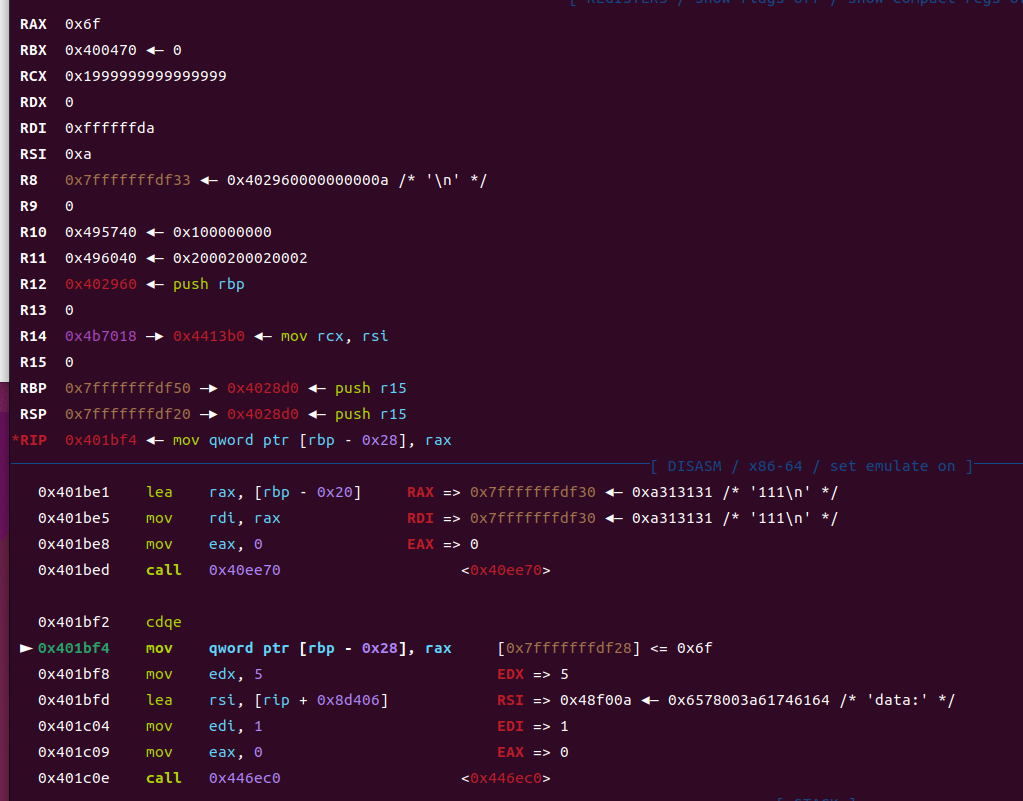 [ REGISTERS / show-flags off / show-compact-regs of
RAX 0x6f
RBX 0x400470 ◂— 0
RCX 0x1999999999999999
RDX 0
RDI 0xffffffda
RSI 0xa
R8 0x7fffffffdf33 ◂— 0x402960000000000a /* '\n' */
R9 0
R10 0x495740 ◂— 0x100000000
R11 0x496040 ◂— 0x2000200020002
R12 0x402960 ◂— push rbp
R13 0
R14 0x4b7018 —▸ 0x4413b0 ◂— mov rcx, rsi
R15 0
RBP 0x7fffffffdf50 —▸ 0x4028d0 ◂— push r15
RSP 0x7fffffffdf20 —▸ 0x4028d0 ◂— push r15
*RIP 0x401bf4 ◂— mov qword ptr [rbp - 0x28], rax
[ DISASM / x86-64 / set emulate on ]
0x401be1 lea rax, [rbp - 0x20] RAX => 0x7fffffffdf30 ◂— 0xa313131 /* '111\n' */
0x401be5 mov rdi, rax RDI => 0x7fffffffdf30 ◂— 0xa313131 /* '111\n' */
0x401be8 mov eax, 0 EAX => 0
0x401bed call 0x40ee70 <0x40ee70>
0x401bf2 cdqe
► 0x401bf4 mov qword ptr [rbp - 0x28], rax [0x7fffffffdf28] <= 0x6f
0x401bf8 mov edx, 5 EDX => 5
0x401bfd lea rsi, [rip + 0x8d406] RSI => 0x48f00a ◂— 0x6578003a61746164 /* 'data:' */
0x401c04 mov edi, 1 EDI => 1
0x401c09 mov eax, 0 EAX => 0
0x401c0e call 0x446ec0 <0x446ec0>
[ STACK ]